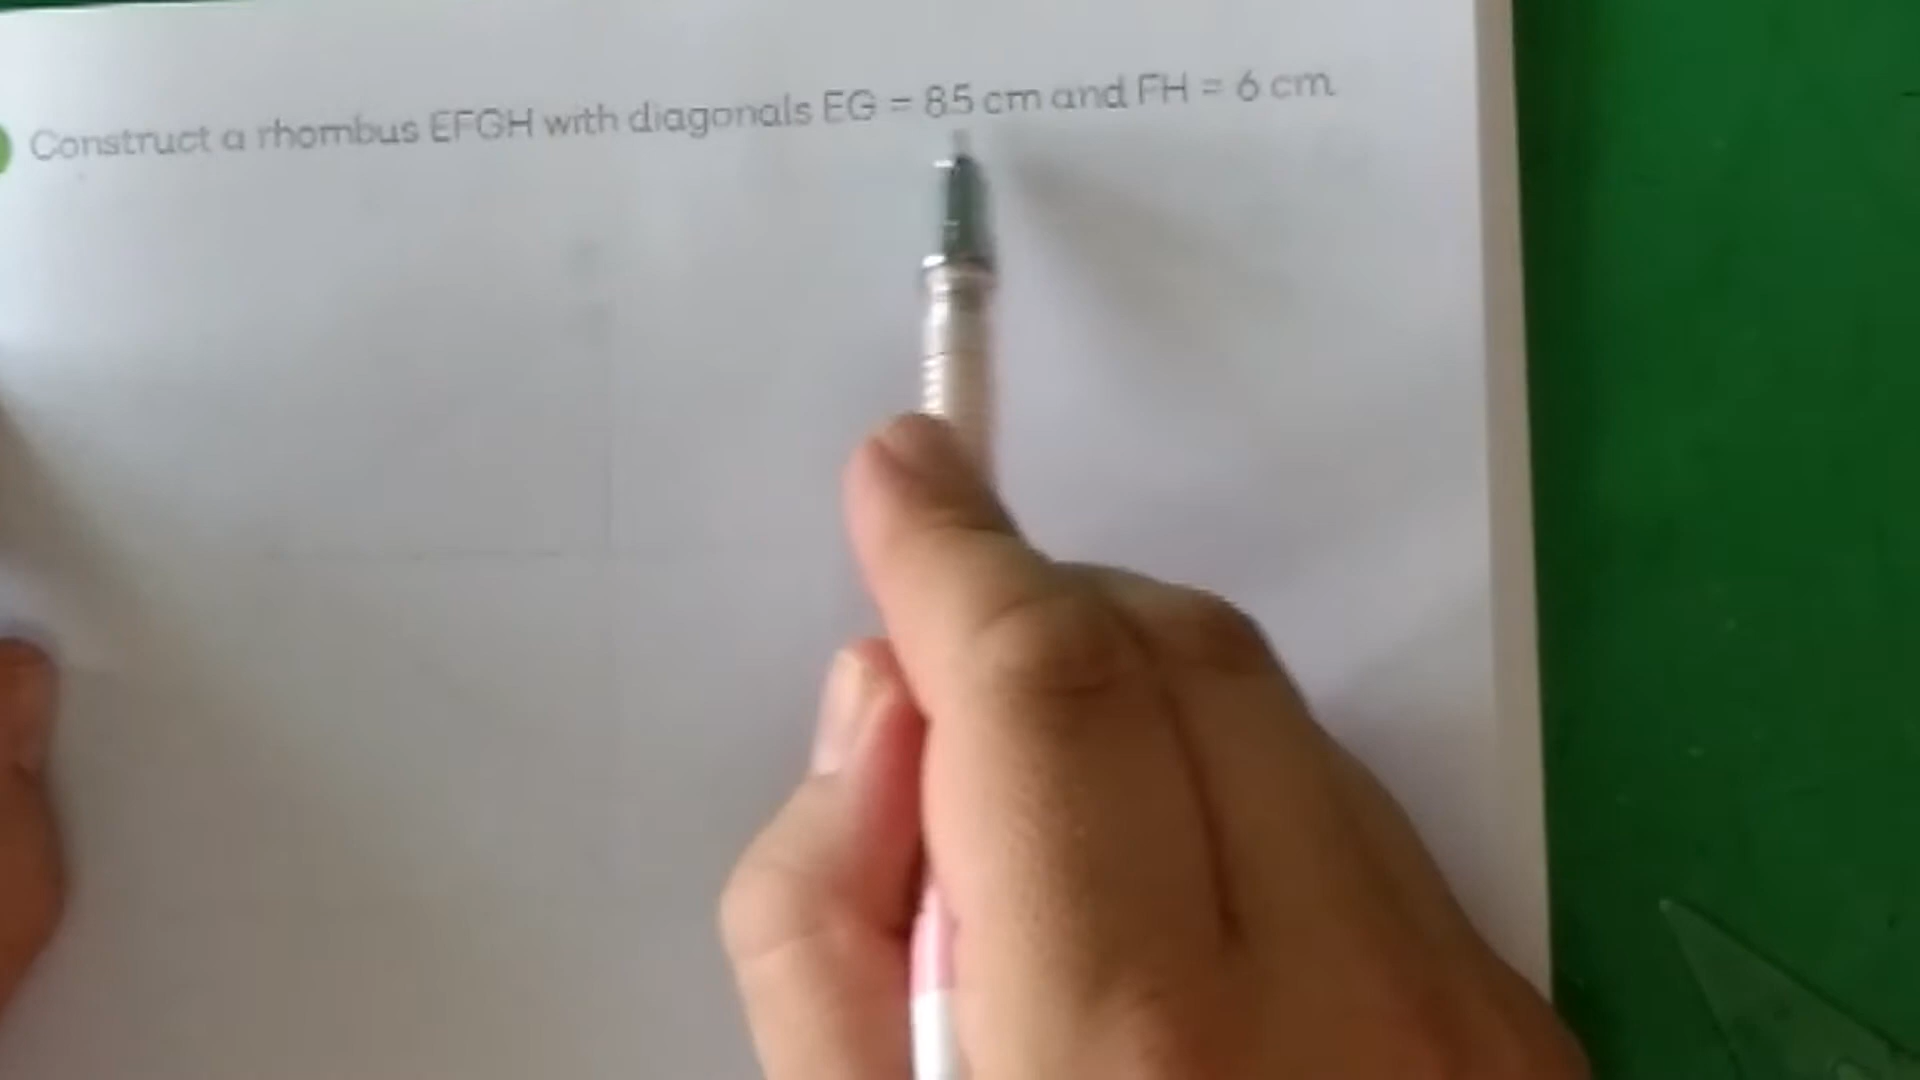 Construct a rhombus EFGH with diagonals EG = 8.5 cm and FH = 6 cm.